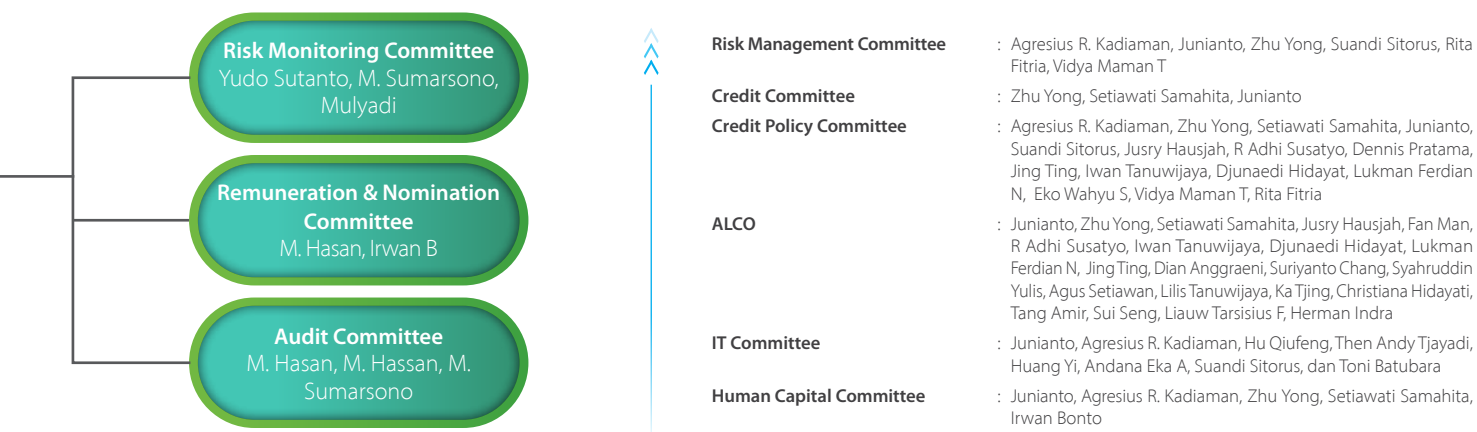 Risk Monitoring Committee
Yudo Sutanto, M. Sumarsono,
Mulyadi
Remuneration & Nomination
Committee
M. Hasan, Irwan B
Audit Committee
M. Hasan, M. Hassan, M.
Sumarsono
Risk Management Committee : Agresius R. Kadiaman, Junianto, Zhu Yong, Suandi Sitorus, Rita
Fitria, Vidya Maman T
Credit Committee : Zhu Yong, Setiawati Samahita, Junianto
Credit Policy Committee : Agresius R. Kadiaman, Zhu Yong, Setiawati Samahita, Junianto,
Suandi Sitorus, Jusry Hausjah, R Adhi Susatyo, Dennis Pratama,
Jing Ting, Iwan Tanuwijaya, Djunaedi Hidayat, Lukman Ferdian
N, Eko Wahyu S, Vidya Maman T, Rita Fitria
ALCO : Junianto, Zhu Yong, Setiawati Samahita, Jusry Hausjah, Fan Man,
R Adhi Susatyo, Iwan Tanuwijaya, Djunaedi Hidayat, Lukman
Ferdian N, Jing Ting, Dian Anggraeni, Suriyanto Chang, Syahruddin
Yulis, Agus Setiawan, Lilis Tanuwijaya, Ka Tjing, Christiana Hidayati,
Tang Amir, Sui Seng, Liauw Tarsisius F, Herman Indra
IT Committee : Junianto, Agresius R. Kadiaman, Hu Qiufeng, Then Andy Tjayadi,
Huang Yi, Andana Eka A, Suandi Sitorus, dan Toni Batubara
Human Capital Committee : Junianto, Agresius R. Kadiaman, Zhu Yong, Setiawati Samahita,
Irwan Bonto